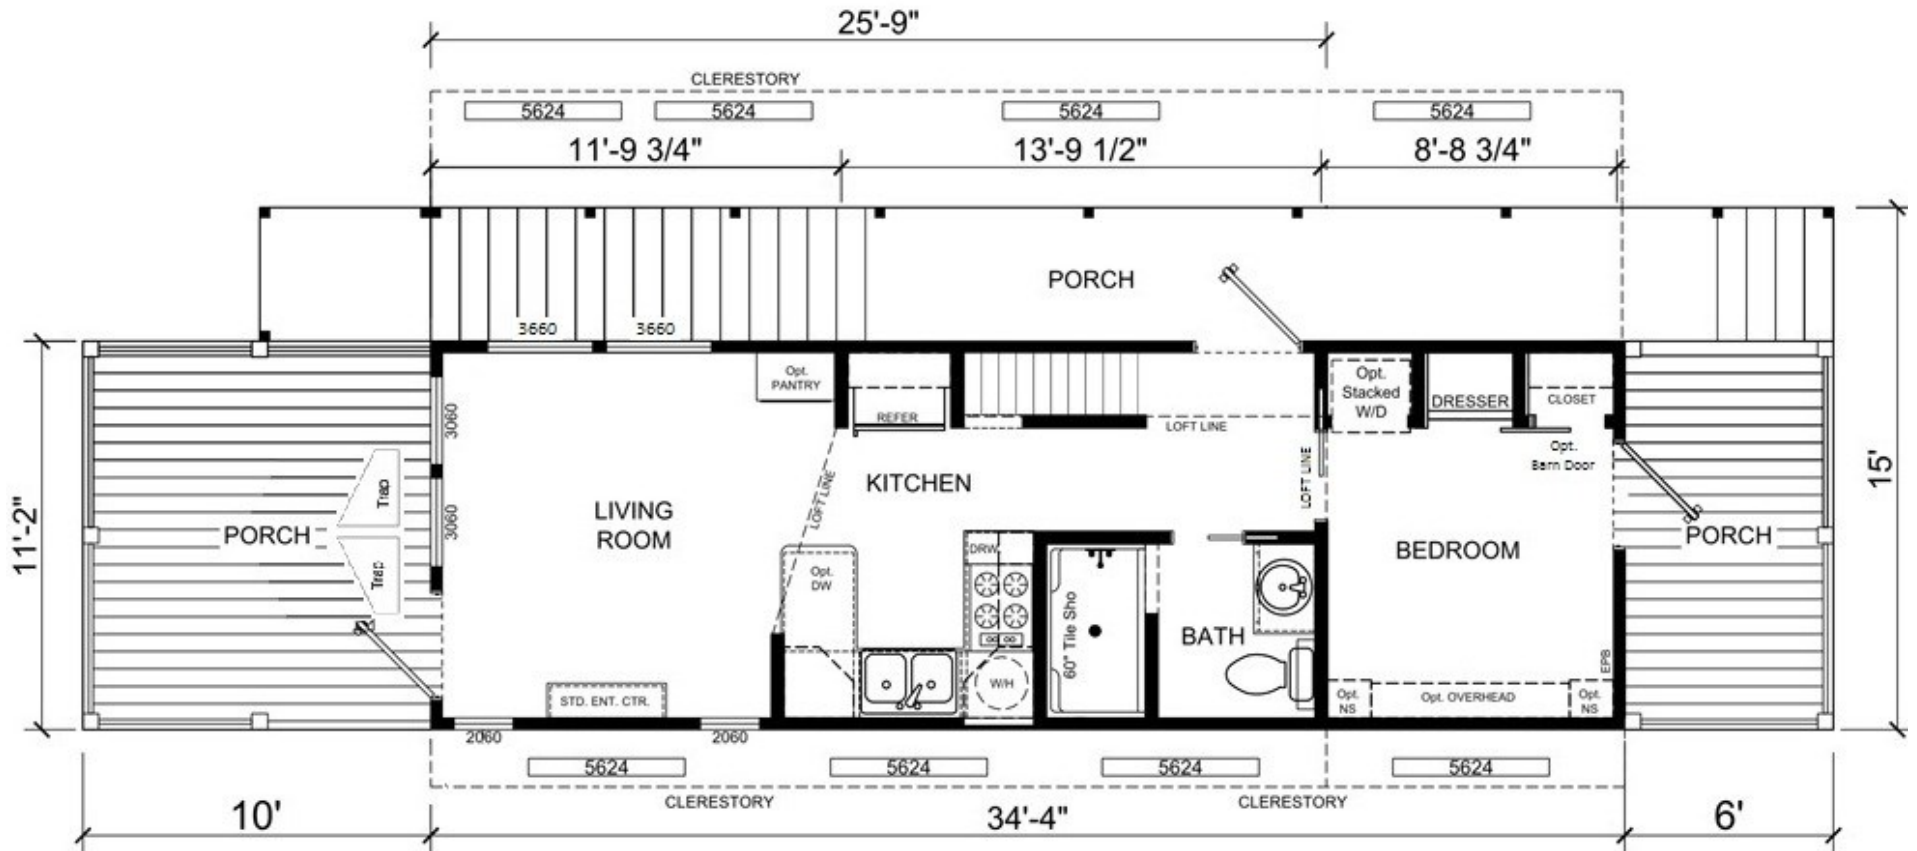 25'-9"
CLERESTORY
5624
5624
5624
5624
11'-9 3/4"
13'-9 1/2"
8'-8 3/4"
PORCH
3660
3660
Opt.
PANTRY
REFER
LOFT LINE
Opt.
Stacked
W/D
DRESSER
CLOSET
Opt.
Barn Door
3060
3060
LOFT LINE
LOFT LINE
KITCHEN
LIVING
ROOM
11'-2"
15'
PORCH
Trap
Trap
Opt.
DW
DRW
60" Tile Sho
BATH
BEDROOM
PORCH
W/H
STD. ENT. CTR.
EPB
Opt.
NS
Opt. OVERHEAD
Opt.
NS
2060
2060
5624
5624
5624
5624
CLERESTORY
CLERESTORY
10'
34'-4"
6'